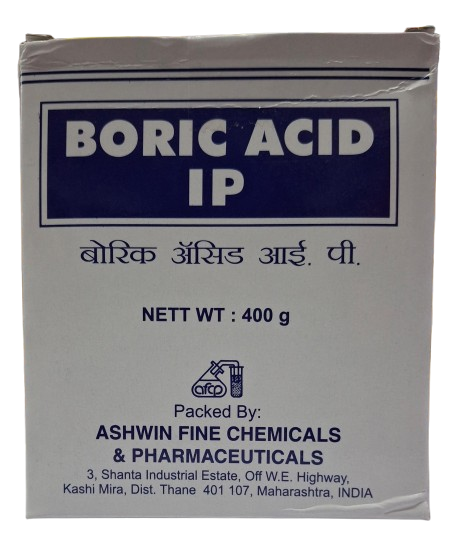 BORIC ACID
IP
बोरिक ॲसिड आई. पी.
NETT WT : 400 g
afcp
Packed By:
ASHWIN FINE CHEMICALS
& PHARMACEUTICALS
3, Shanta Industrial Estate, Off W.E. Highway,
Kashi Mira, Dist. Thane 401 107, Maharashtra, INDIA